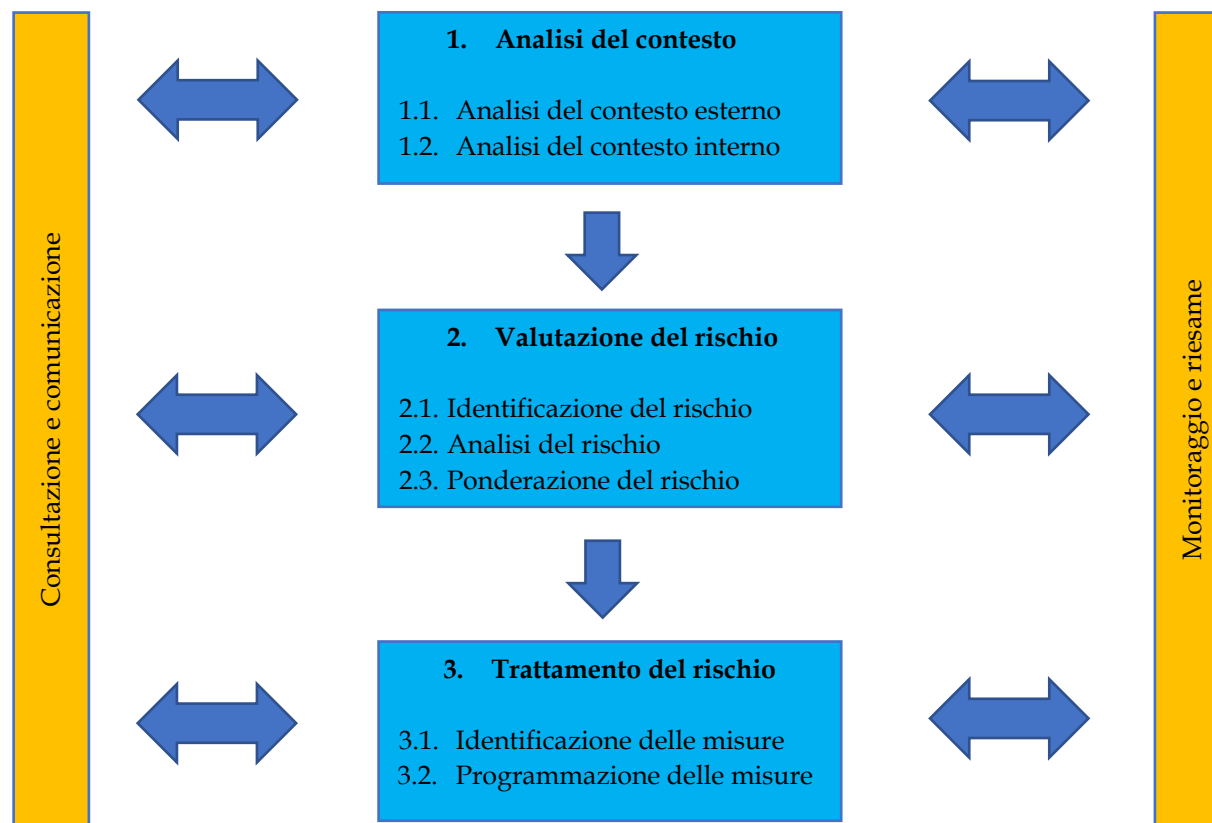 Consultazione e comunicazione
1. Analisi del contesto
1.1. Analisi del contesto esterno
1.2. Analisi del contesto interno
2. Valutazione del rischio
2.1. Identificazione del rischio
2.2. Analisi del rischio
2.3. Ponderazione del rischio
3. Trattamento del rischio
3.1. Identificazione delle misure
3.2. Programmazione delle misure
Monitoraggio e riesame